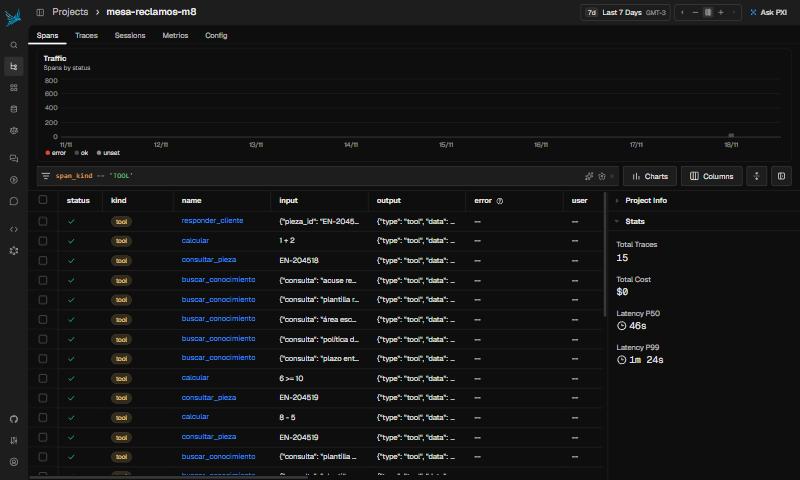 Projects › mesa-reclamos-m8
7d Last 7 Days GMT-3
Ask PXI
Spans Traces Sessions Metrics Config
Traffic
Spans by status
800
600
400
200
0
11/11 12/11 13/11 14/11 15/11 16/11 17/11 18/11
error ok unset
span_kind == 'TOOL'
Charts
Columns
status kind name input output error user
tool responder_cliente {"pieza_id": "EN-2045... {"type": "tool", "data": ... --
tool calcular 1 + 2 {"type": "tool", "data": ... --
tool consultar_pieza EN-204518 {"type": "tool", "data": ... --
tool buscar_conocimiento {"consulta": "acuse re... {"type": "tool", "data": ... --
tool buscar_conocimiento {"consulta": "plantilla r... {"type": "tool", "data": ... --
tool buscar_conocimiento {"consulta": "área esc... {"type": "tool", "data": ... --
tool buscar_conocimiento {"consulta": "política d... {"type": "tool", "data": ... --
tool buscar_conocimiento {"consulta": "plazo ent... {"type": "tool", "data": ... --
tool calcular 6 >= 10 {"type": "tool", "data": ... --
tool consultar_pieza EN-204519 {"type": "tool", "data": ... --
tool calcular 8 - 5 {"type": "tool", "data": ... --
tool consultar_pieza EN-204519 {"type": "tool", "data": ... --
tool buscar_conocimiento {"consulta": "plantilla ... {"type": "tool", "data": ... --
Project Info
Stats
Total Traces
15
Total Cost
$0
Latency P50
46s
Latency P99
1m 24s